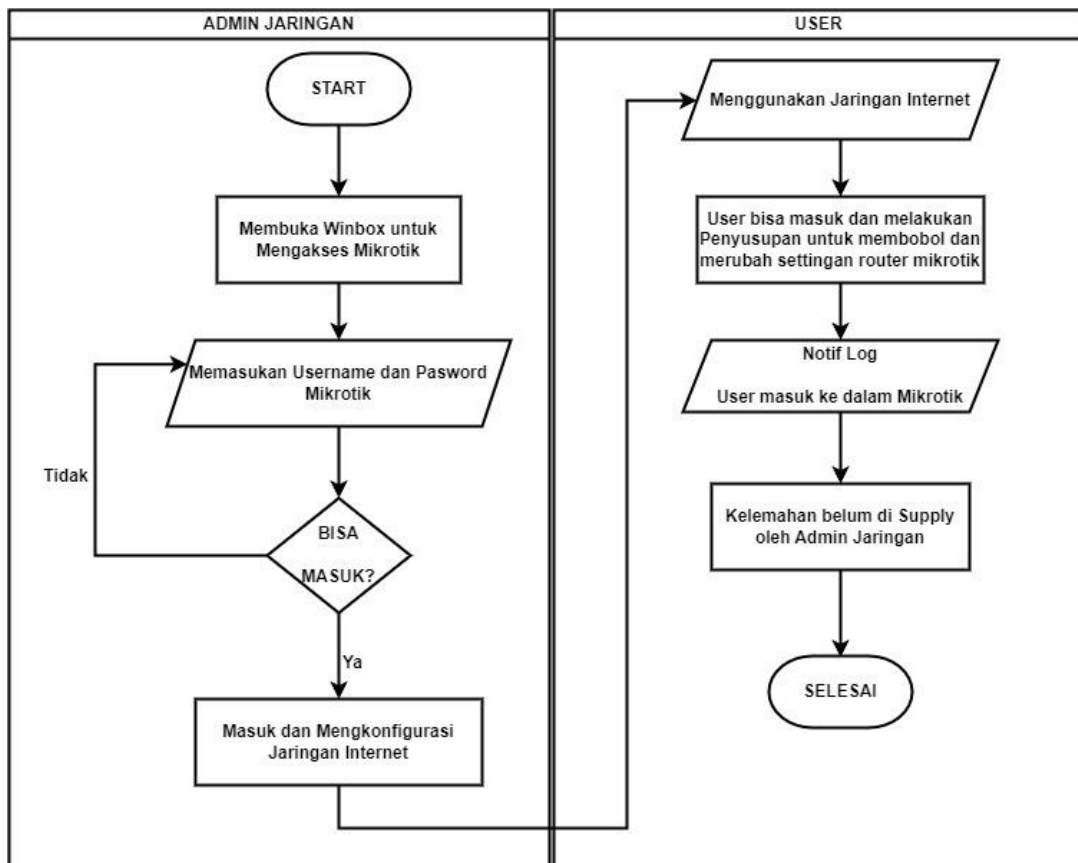 ADMIN JARINGAN
START
Membuka Winbox untuk
Mengakses Mikrotik
Memasukan Username dan Pasword
Mikrotik
Tidak
BISA
MASUK?
Ya
Masuk dan Mengkonfigurasi
Jaringan Internet
USER
Menggunakan Jaringan Internet
User bisa masuk dan melakukan
Penyusupan untuk membobol dan
merubah settingan router mikrotik
Notif Log
User masuk ke dalam Mikrotik
Kelemahan belum di Supply
oleh Admin Jaringan
SELESAI